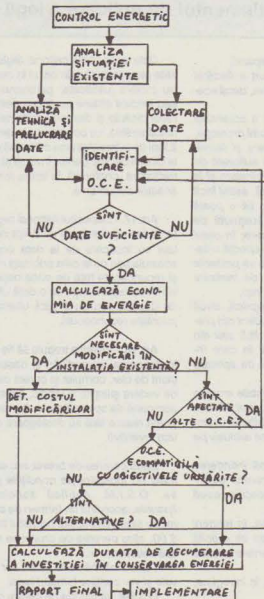 CONTROL ENERGETIC
ANALIZA
SITUAȚIEI
EXISTENTE
ANALIZĂ
TEHNICĂ ȘI
PRELUCRARE
DATE
COLECTARE
DATE
IDENTIFI-
CARE
O.C.E.
NU
SÎNT
DATE SUFICIENTE
?
NU
DA
CALCULEAZĂ ECONO-
MIA DE ENERGIE
SÎNT
NECESARE
MODIFICĂRI ÎN
INSTALAȚIA EXISTENTĂ?
DA
NU
DET. COSTUL
MODIFICĂRILOR
SÎNT
AFECTATE
ALTE O.C.E.?
NU
DA
O.C.E.
E COMPATIBILĂ
CU OBIECTIVELE URMĂRITE?
NU
DA
SÎNT
ALTERNATIVE?
NU
DA
CALCULEAZĂ DURATA DE RECUPERARE
A INVESTIȚIEI ÎN CONSERVAREA ENERGIEI
RAPORT FINAL
IMPLEMENTARE